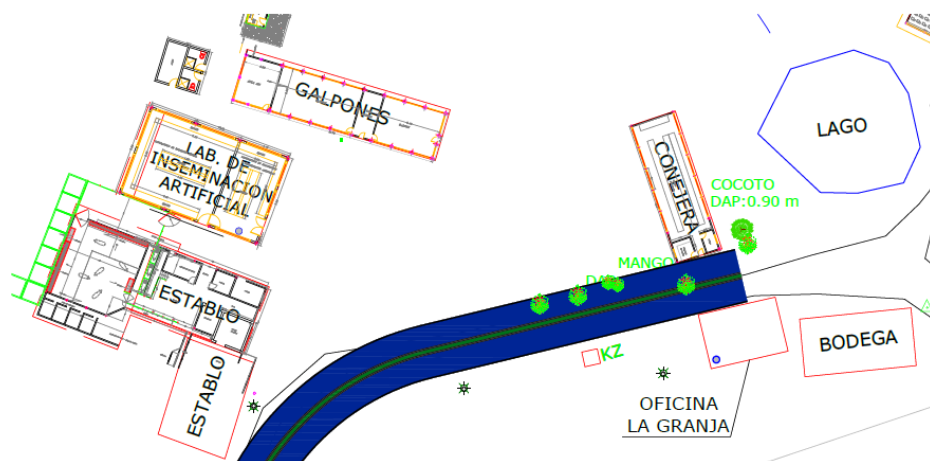 GALPONES
LAB. DE
INSEMINACION
ARTIFICIAL
LAGO
CONEJERA
COCOTO
DAP:0.90 m
MANGO
ESTABLO
ESTABLO
KZ
BODEGA
OFICINA
LA GRANJA